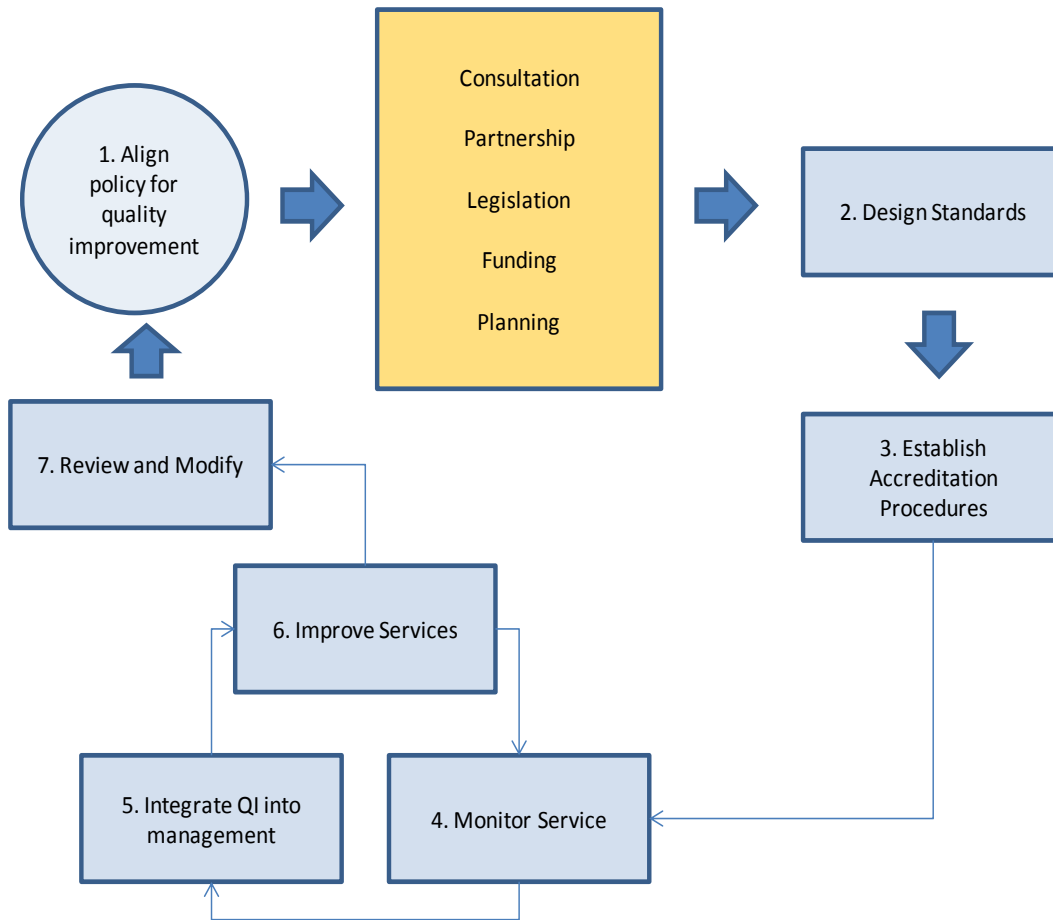 1. Align
policy for
quality
improvement
Consultation
Partnership
Legislation
Funding
Planning
2. Design Standards
3. Establish
Accreditation
Procedures
7. Review and Modify
6. Improve Services
5. Integrate QI into
management
4. Monitor Service